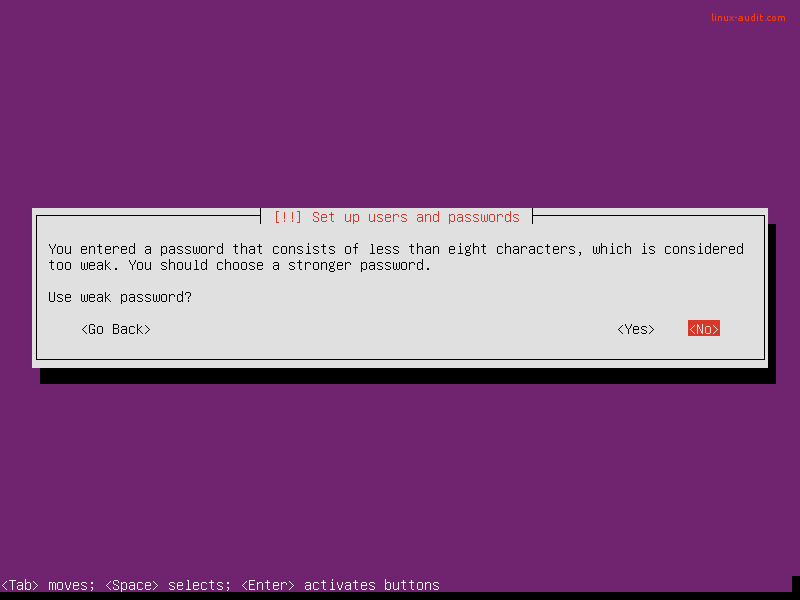 linux-audit.com
[!!] Set up users and passwords
You entered a password that consists of less than eight characters, which is considered
too weak. You should choose a stronger password.
Use weak password?
<Go Back> <Yes> <No>
<Tab> moves; <Space> selects; <Enter> activates buttons